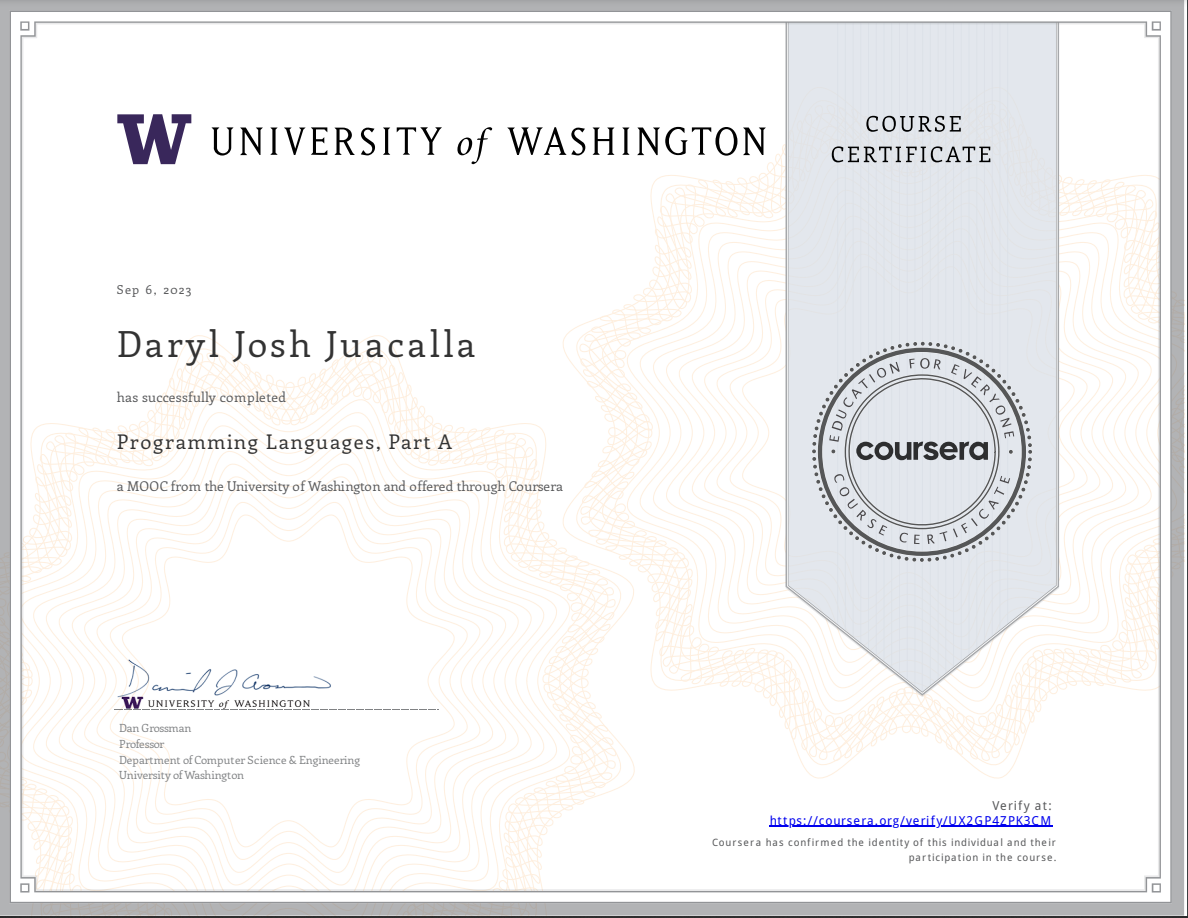 W UNIVERSITY of WASHINGTON
COURSE
CERTIFICATE
Sep 6, 2023
Daryl Josh Juacalla
has successfully completed
Programming Languages, Part A
a MOOC from the University of Washington and offered through Coursera
EDUCATION FOR EVERYONE
coursera
COURSE CERTIFICATE
Daniel J Grossman
W UNIVERSITY of WASHINGTON
Dan Grossman
Professor
Department of Computer Science & Engineering
University of Washington
Verify at:
https://coursera.org/verify/UX2GP4ZPK3CM
Coursera has confirmed the identity of this individual and their
participation in the course.